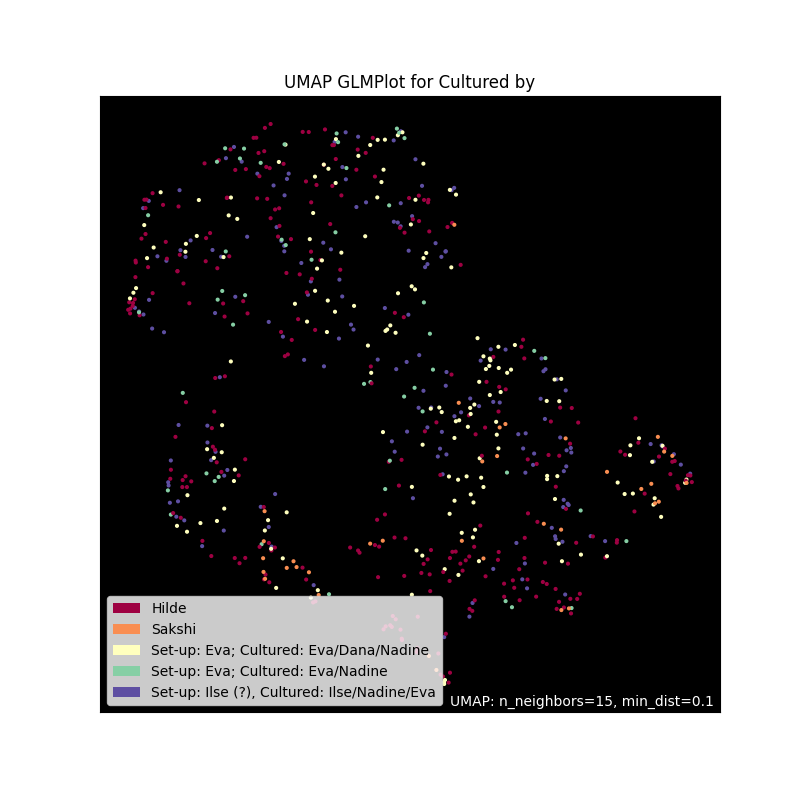 UMAP GLMPlot for Cultured by
Hilde
Sakshi
Set-up: Eva; Cultured: Eva/Dana/Nadine
Set-up: Eva; Cultured: Eva/Nadine
Set-up: Ilse (?), Cultured: Ilse/Nadine/Eva
UMAP: n_neighbors=15, min_dist=0.1